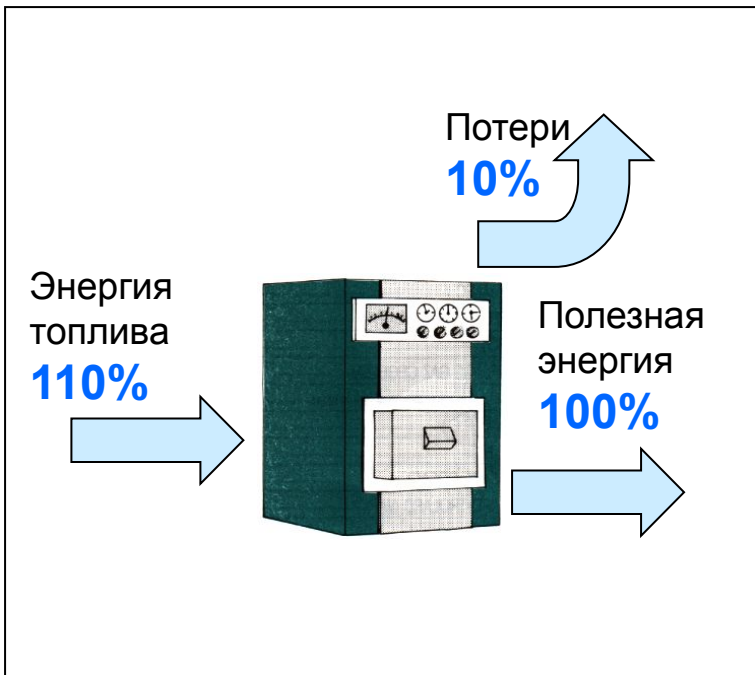 Потери
10%
Энергия
топлива
110%
Полезная
энергия
100%